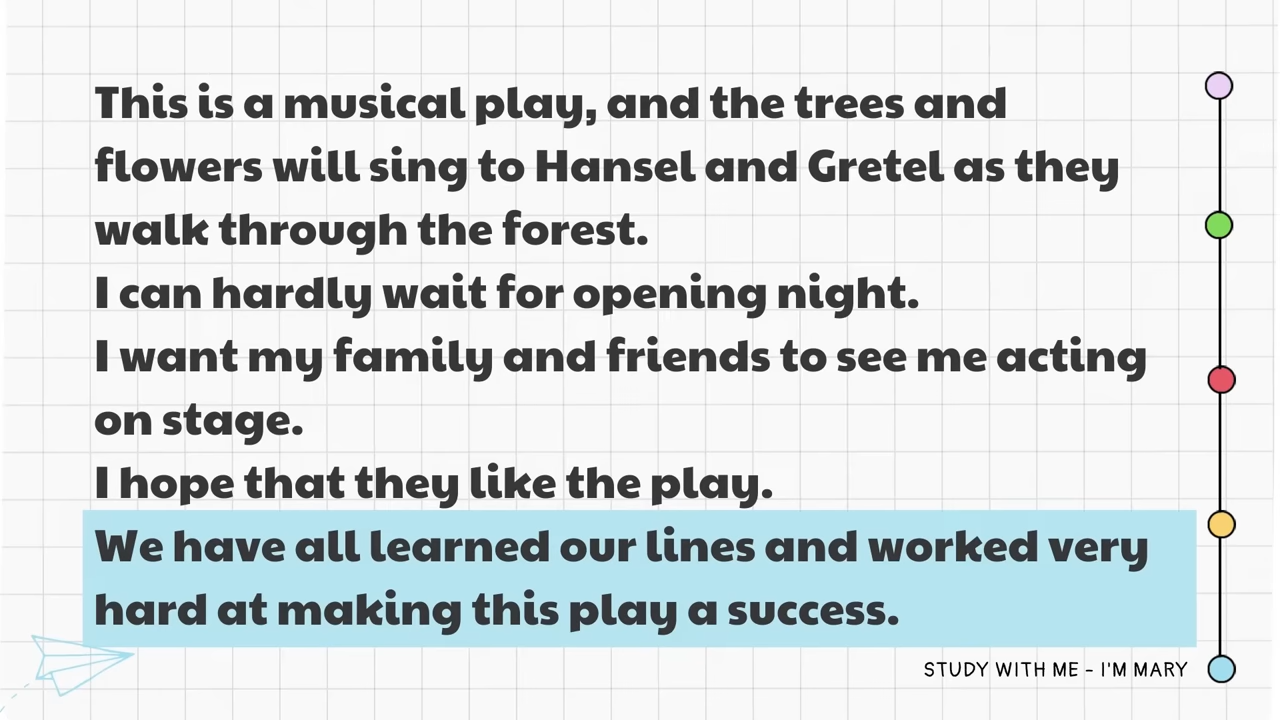 This is a musical play, and the trees and
flowers will sing to Hansel and Gretel as they
walk through the forest.
I can hardly wait for opening night.
I want my family and friends to see me acting
on stage.
I hope that they like the play.
We have all learned our lines and worked very
hard at making this play a success.
STUDY WITH ME - I'M MARY